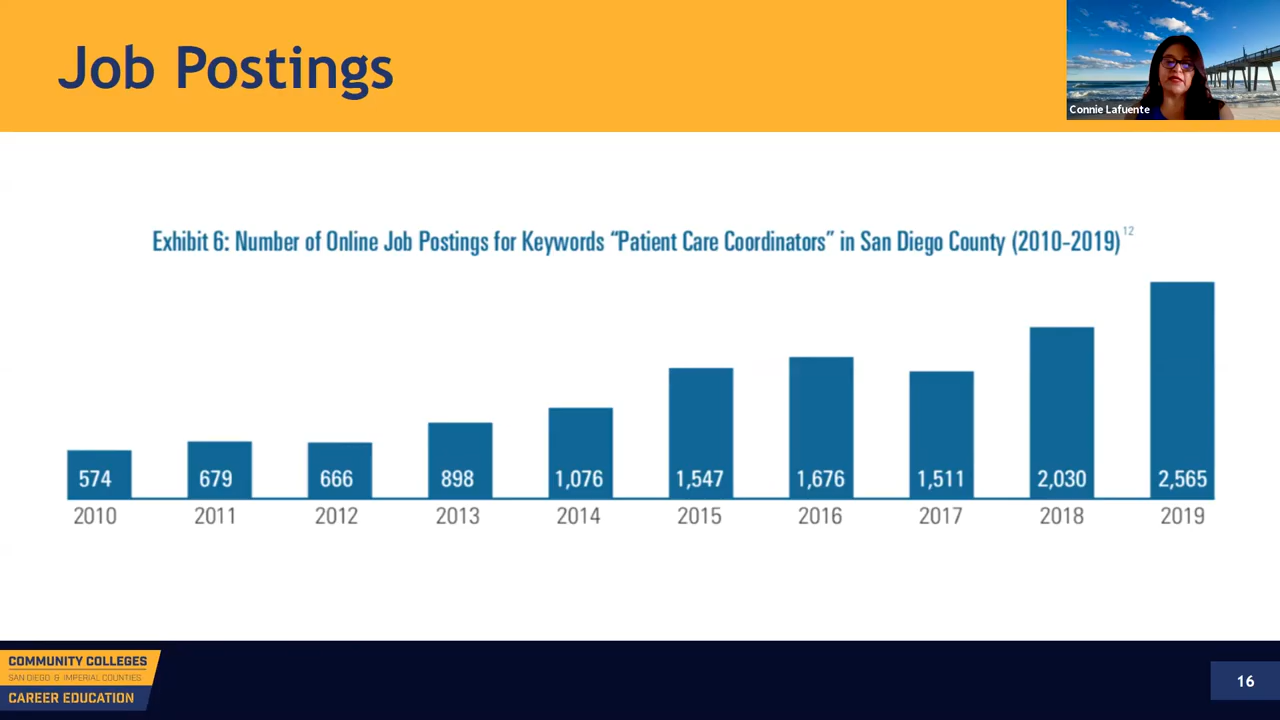 Job Postings
Connie Lafuente
Exhibit 6: Number of Online Job Postings for Keywords “Patient Care Coordinators” in San Diego County (2010-2019) 12
574 679 666 898 1,076 1,547 1,676 1,511 2,030 2,565
2010 2011 2012 2013 2014 2015 2016 2017 2018 2019
COMMUNITY COLLEGES
SAN DIEGO & IMPERIAL COUNTIES
CAREER EDUCATION
16